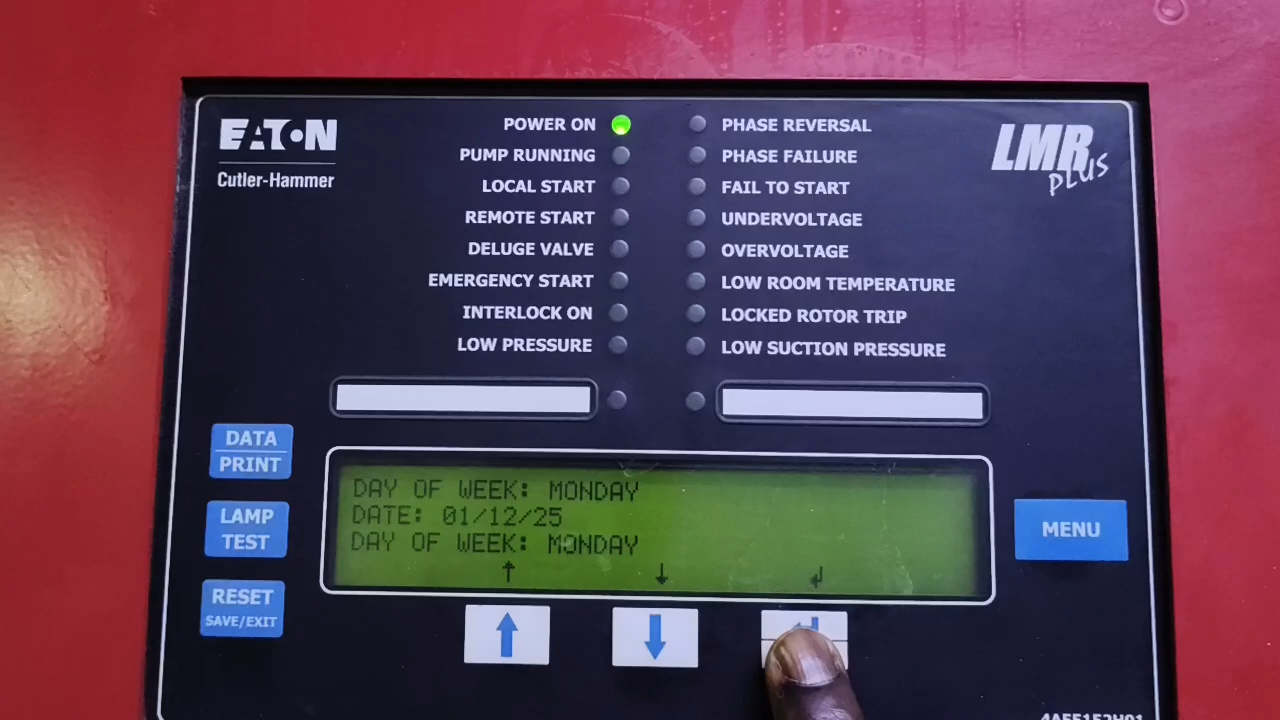 EATON
Cutler-Hammer
LMR
PLUS
POWER ON
PUMP RUNNING
LOCAL START
REMOTE START
DELUGE VALVE
EMERGENCY START
INTERLOCK ON
LOW PRESSURE
PHASE REVERSAL
PHASE FAILURE
FAIL TO START
UNDERVOLTAGE
OVERVOLTAGE
LOW ROOM TEMPERATURE
LOCKED ROTOR TRIP
LOW SUCTION PRESSURE
DATA
PRINT
LAMP
TEST
RESET
SAVE/EXIT
DAY OF WEEK: MONDAY
DATE: 01/12/25
DAY OF WEEK: MONDAY
MENU